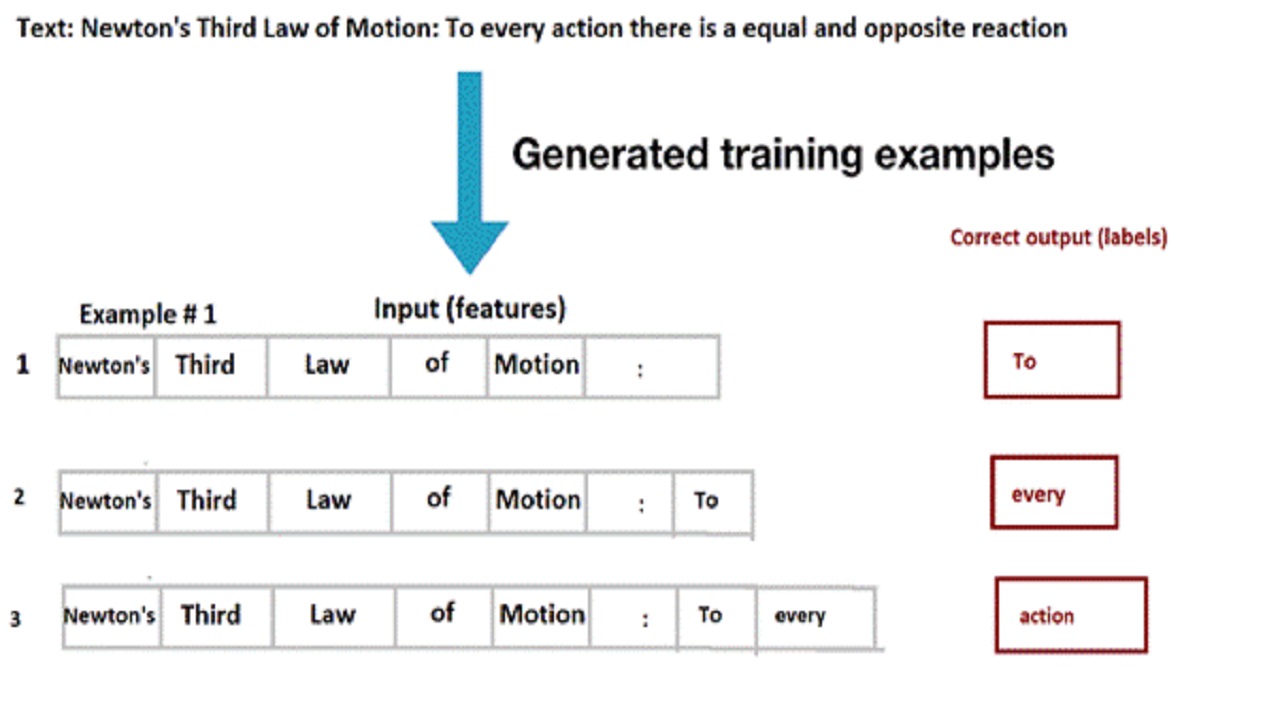 Text: Newton's Third Law of Motion: To every action there is a equal and opposite reaction
Generated training examples
Correct output (labels)
Example # 1 Input (features)
1 Newton's Third Law of Motion : To
2 Newton's Third Law of Motion : To every
3 Newton's Third Law of Motion : To every action